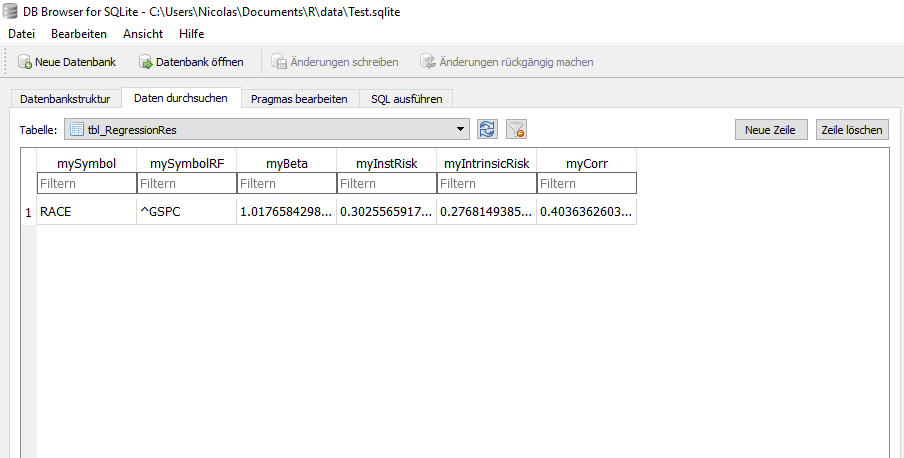 DB Browser for SQLite - C:\Users\Nicolas\Documents\R\data\Test.sqlite
Datei Bearbeiten Ansicht Hilfe
Neue Datenbank Datenbank öffnen Änderungen schreiben Änderungen rückgängig machen
Datenbankstruktur Daten durchsuchen Pragmas bearbeiten SQL ausführen
Tabelle: tbl_RegressionRes Neue Zeile Zeile löschen
mySymbol mySymbolRF myBeta myInstRisk myIntrinsicRisk myCorr
Filtern Filtern Filtern Filtern Filtern Filtern
1 RACE ^GSPC 1.0176584298... 0.3025565917... 0.2768149385... 0.4036362603...